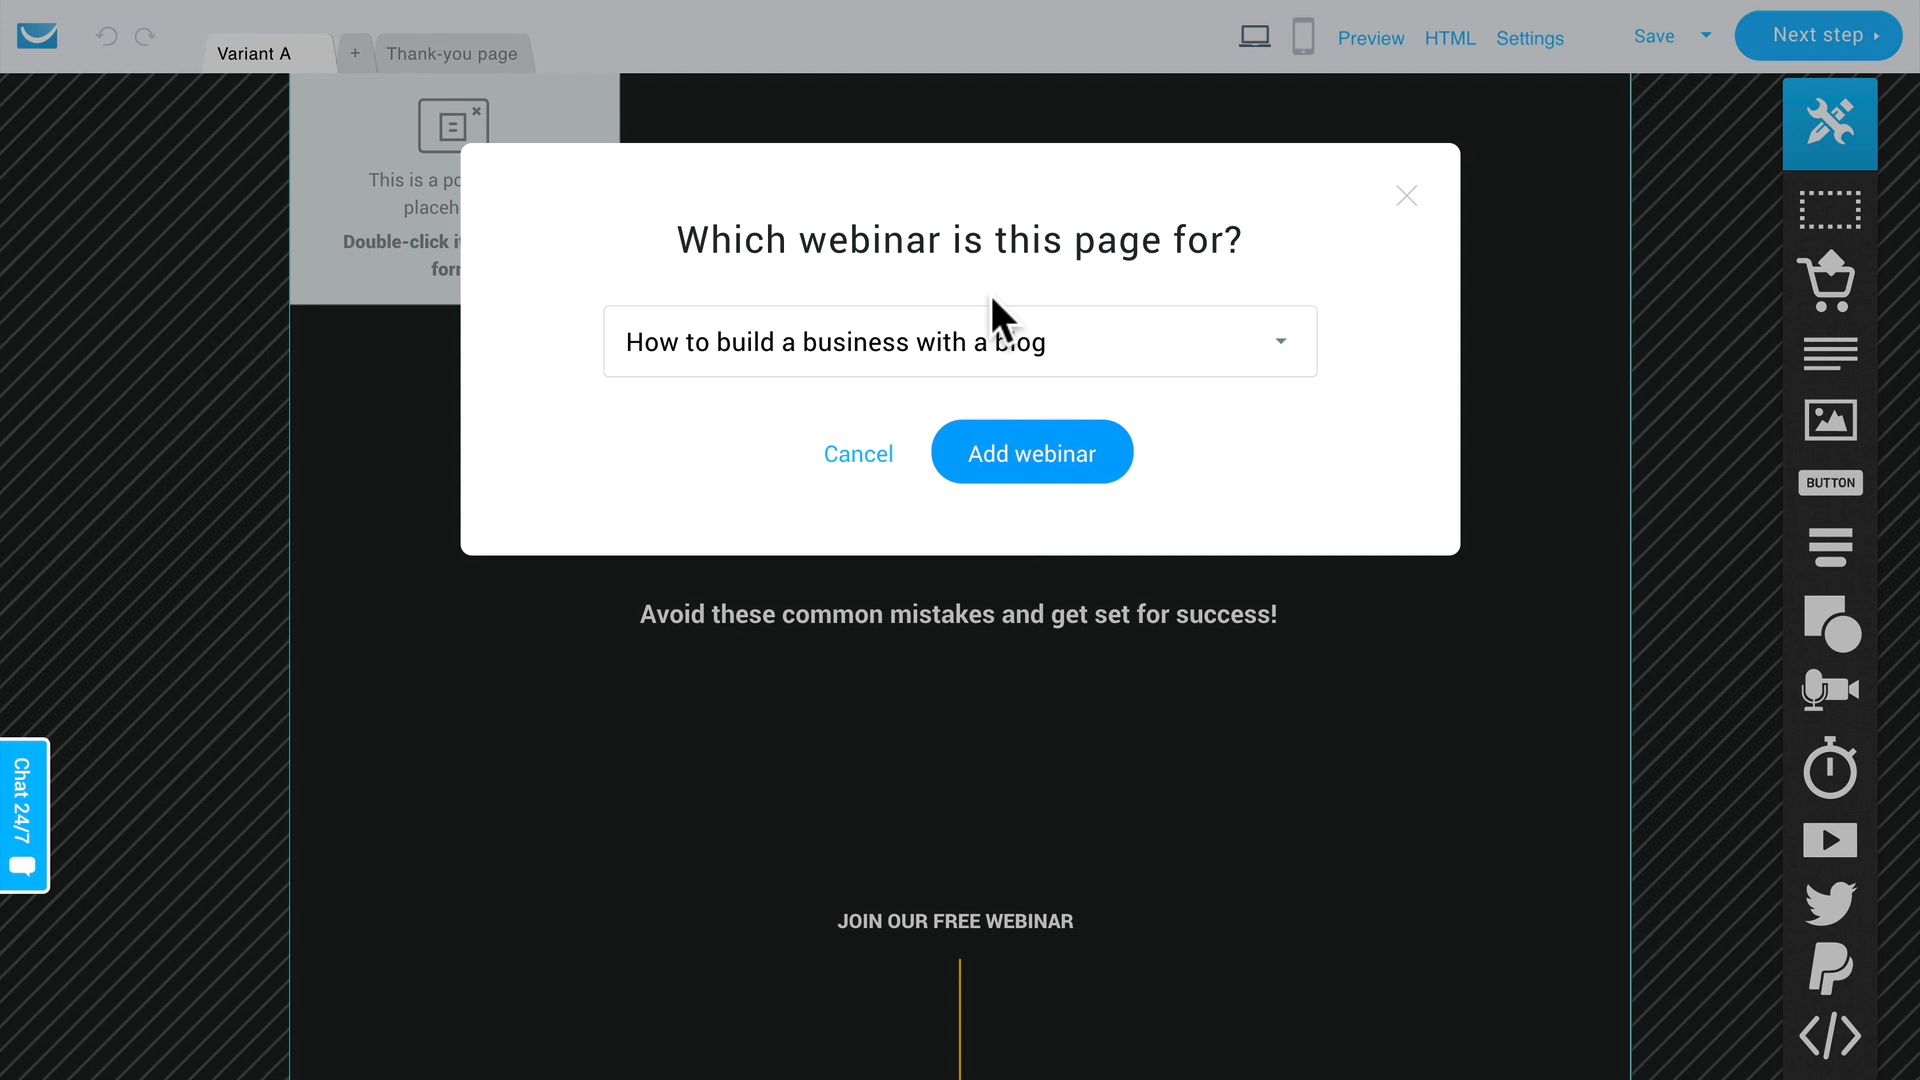 Variant A
+
Thank-you page
Preview
HTML
Settings
Save
Next step
This is a po
placeh
Double-click i
forr
Which webinar is this page for?
How to build a business with a blog
Cancel
Add webinar
BUTTON
Avoid these common mistakes and get set for success!
Chat 24/7
JOIN OUR FREE WEBINAR